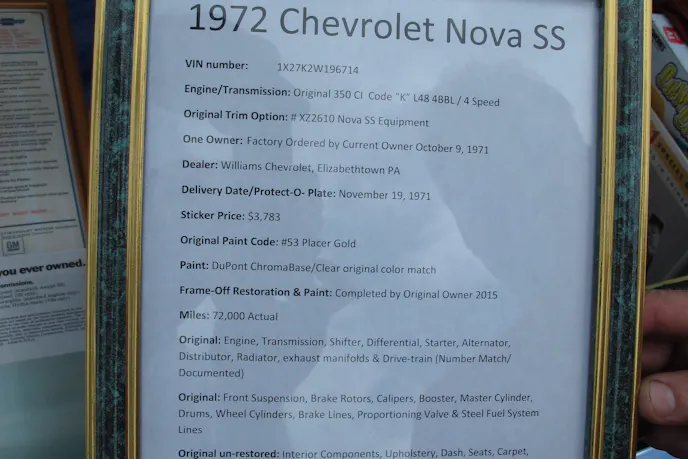 1972 Chevrolet Nova SS
VIN number: 1X27K2W196714
Engine/Transmission: Original 350 CI Code "K" L48 4BBL / 4 Speed
Original Trim Option: # XZ2610 Nova SS Equipment
One Owner: Factory Ordered by Current Owner October 9, 1971
Dealer: Williams Chevrolet, Elizabethtown PA
Delivery Date/Protect-O- Plate: November 19, 1971
Sticker Price: $3,783
Original Paint Code: #53 Placer Gold
Paint: DuPont ChromaBase/Clear original color match
Frame-Off Restoration & Paint: Completed by Original Owner 2015
Miles: 72,000 Actual
Original: Engine, Transmission, Shifter, Differential, Starter, Alternator,
Distributor, Radiator, exhaust manifolds & Drive-train (Number Match/
Documented)
Original: Front Suspension, Brake Rotors, Calipers, Booster, Master Cylinder,
Drums, Wheel Cylinders, Brake Lines, Proportioning Valve & Steel Fuel System
Lines
Original un-restored: Interior Components, Upholstery, Dash, Seats, Carpet,
GM
you ever owned.